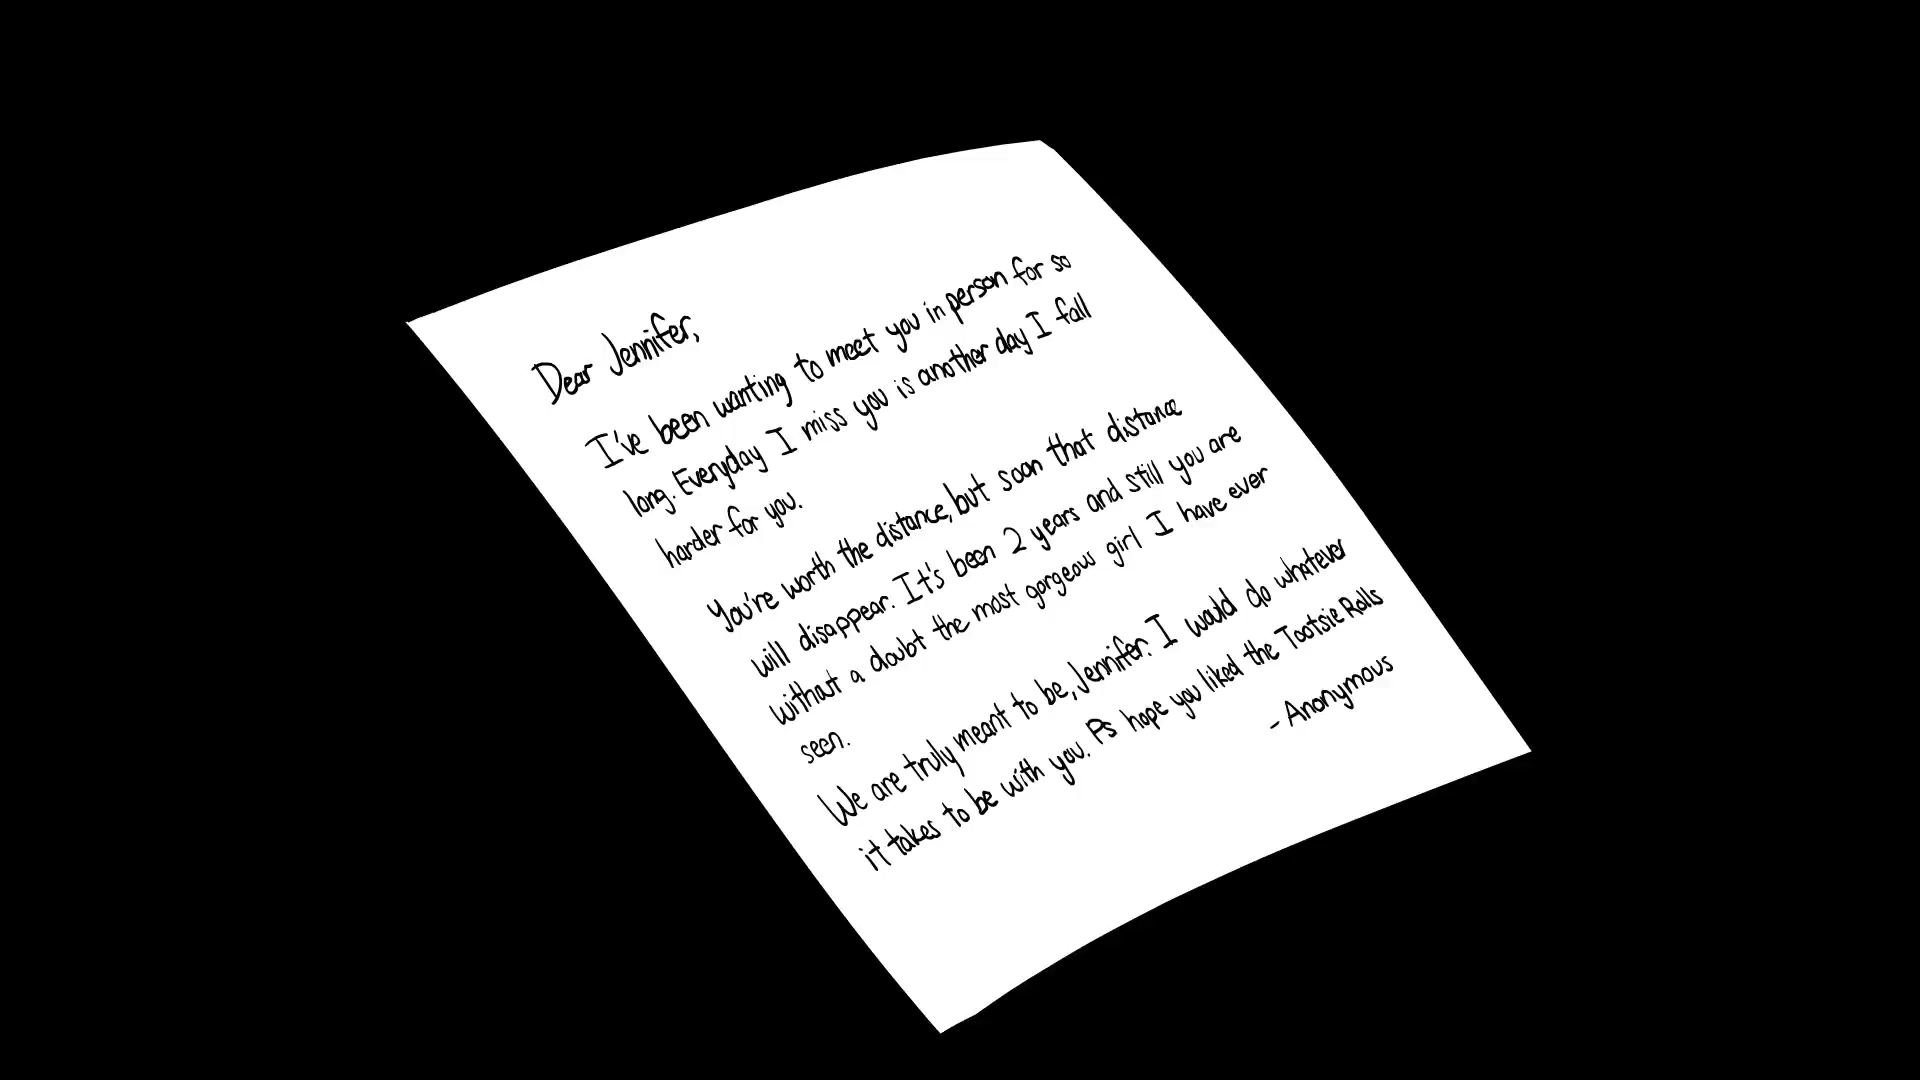 Dear Jennifer,
I've been wanting to meet you in person for so
long. Everyday I miss you is another day I fall
harder for you.
You're worth the distance, but soon that distance
will disappear. It's been 2 years and still you are
without a doubt the most gorgeous girl I have ever
seen.
We are truly meant to be, Jennifer. I would do whatever
it takes to be with you. Ps hope you liked the Tootsie Rolls
- Anonymous